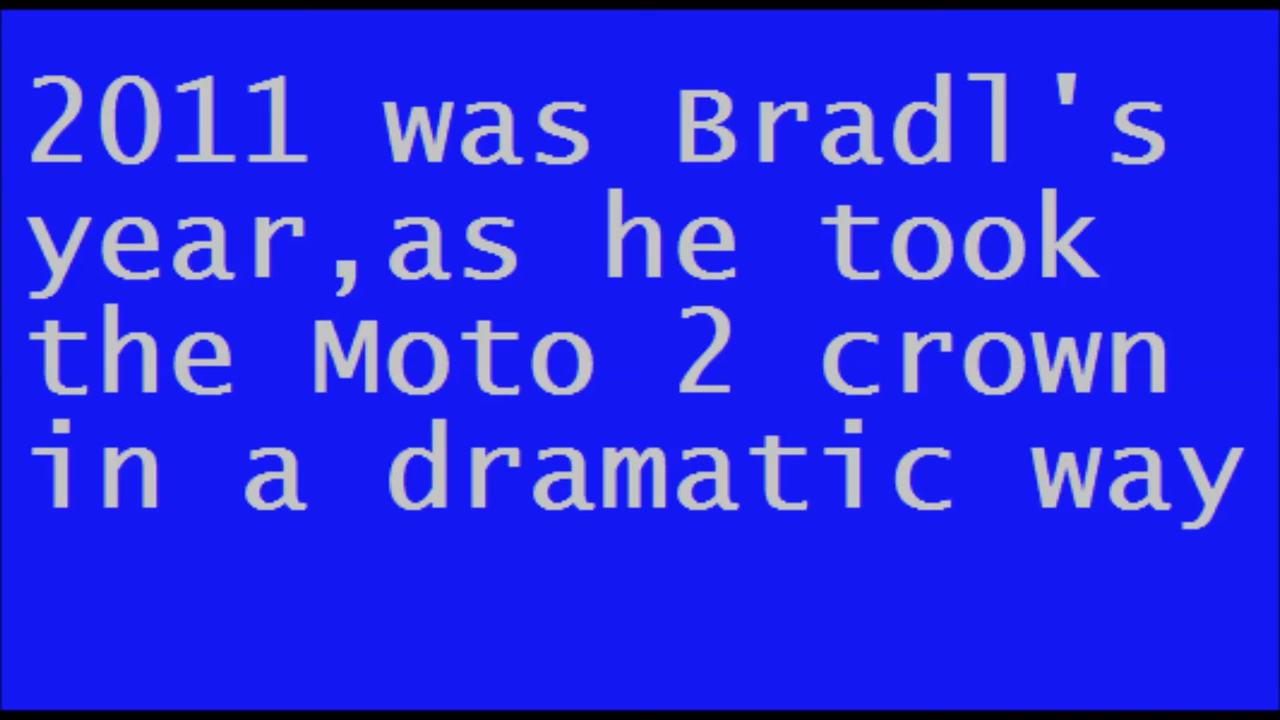 2011 was Bradl's
year,as he took
the Moto 2 crown
in a dramatic way